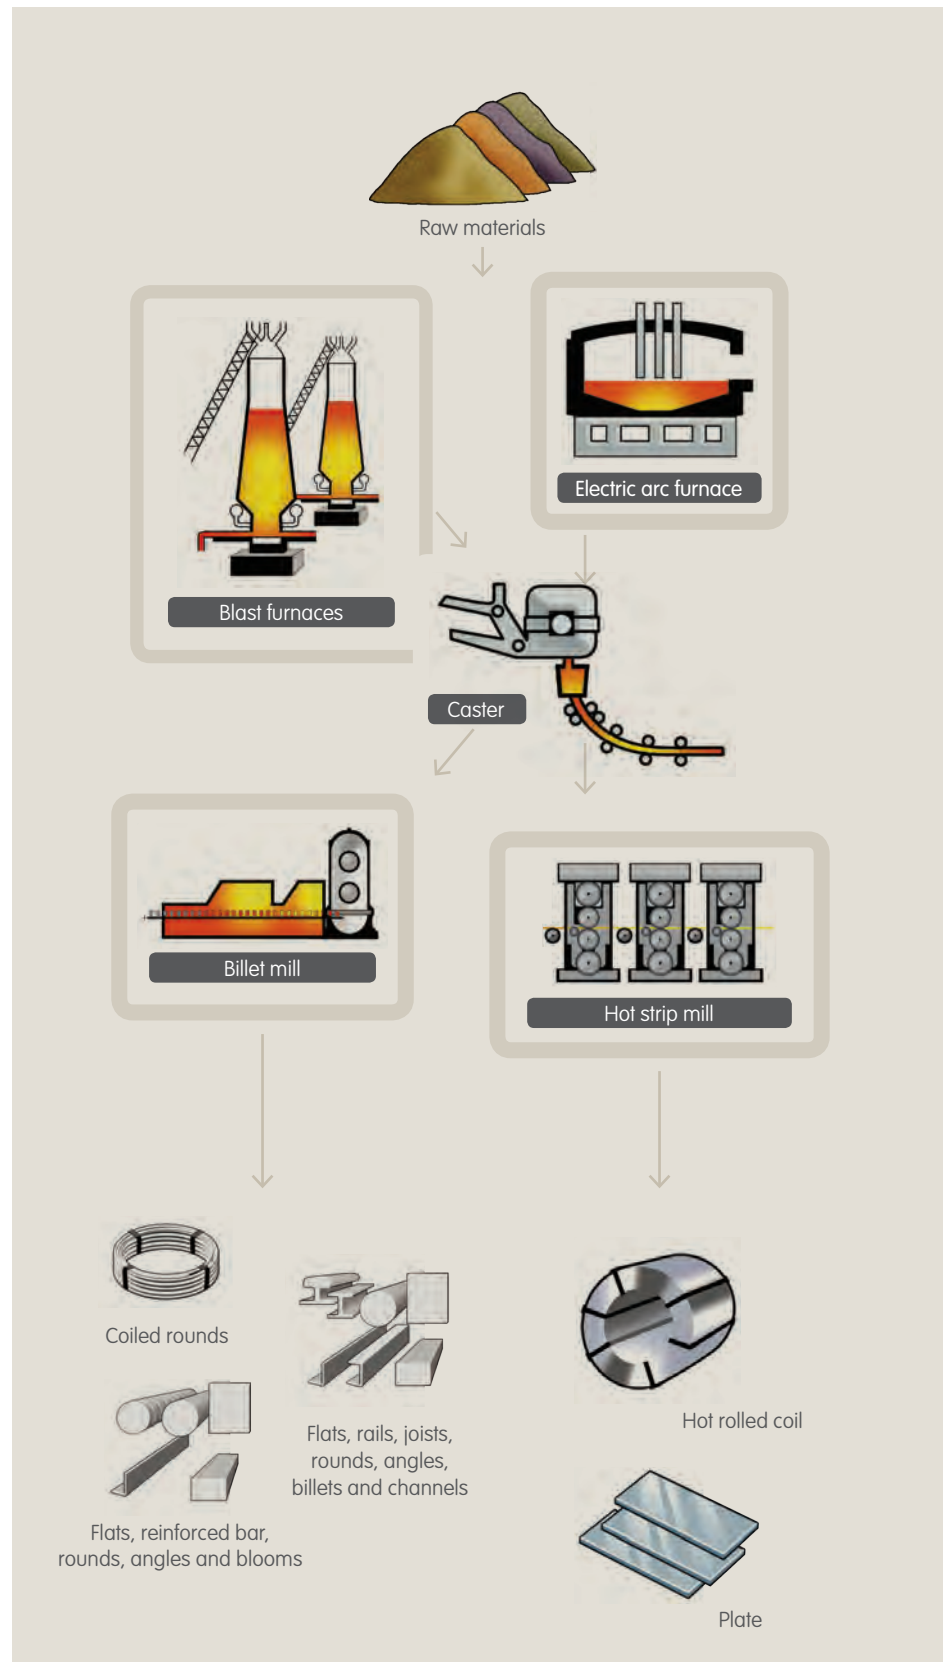 Raw materials
Electric arc furnace
Blast furnaces
Caster
Billet mill
Hot strip mill
Coiled rounds
Flats, rails, joists,
rounds, angles,
billets and channels
Hot rolled coil
Flats, reinforced bar,
rounds, angles and blooms
Plate